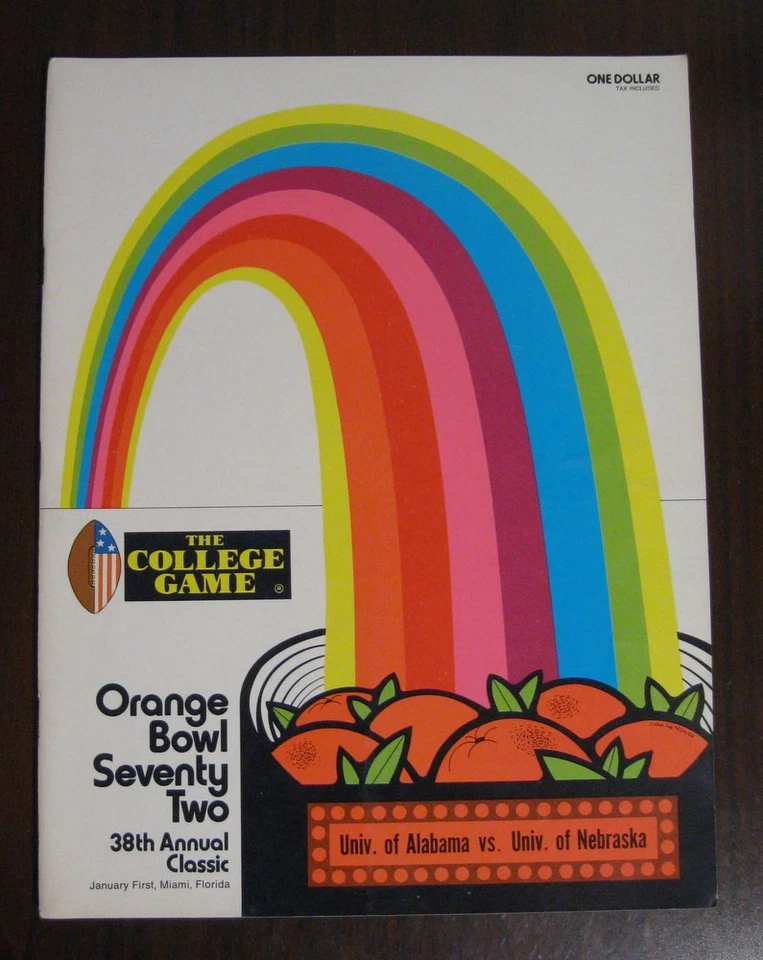 ONE DOLLAR
TAX INCLUDED
THE
COLLEGE
GAME
Orange
Bowl
Seventy
Two
38th Annual
Classic
January First, Miami, Florida
Univ. of Alabama vs. Univ. of Nebraska